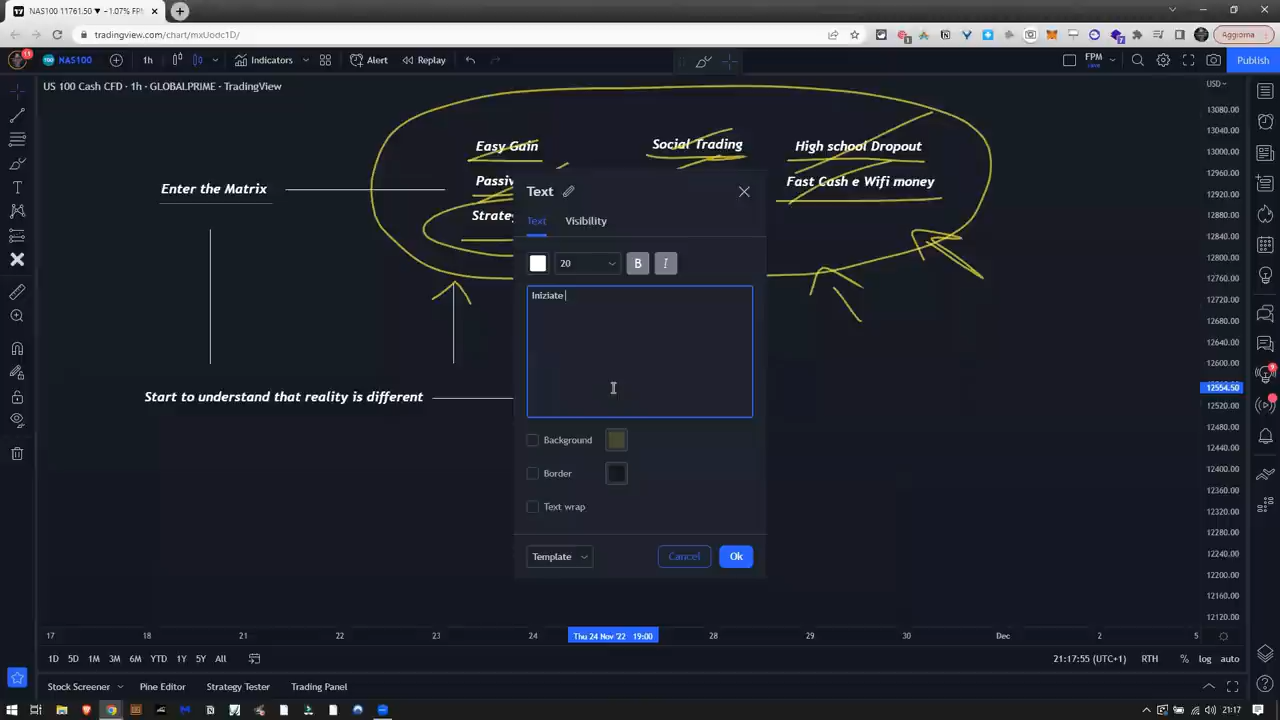 NAS100 11761.50 ▼ −1.07% FPM
tradingview.com/chart/mxUodc1D/
Aggiorna
11
NAS100
1h
Indicators
Alert
Replay
FPM
Save
Publish
US 100 Cash CFD · 1h · GLOBALPRIME · TradingView
USD
Easy Gain
Social Trading
High school Dropout
Enter the Matrix
Fast Cash e Wifi money
Start to understand that reality is different
Text
Text
Visibility
20
B
I
Iniziate
Background
Border
Text wrap
Template
Cancel
Ok
13080.00
13040.00
13000.00
12960.00
12920.00
12880.00
12840.00
12800.00
12760.00
12720.00
12680.00
12640.00
12600.00
12554.50
12520.00
12480.00
12440.00
12400.00
12360.00
12320.00
12280.00
12240.00
12200.00
12160.00
12120.00
17
18
21
22
23
24
Thu 24 Nov '22 19:00
28
29
30
Dec
2
5
1D
5D
1M
3M
6M
YTD
1Y
5Y
All
21:17:55 (UTC+1)
RTH
%
log
auto
Stock Screener
Pine Editor
Strategy Tester
Trading Panel
21:17